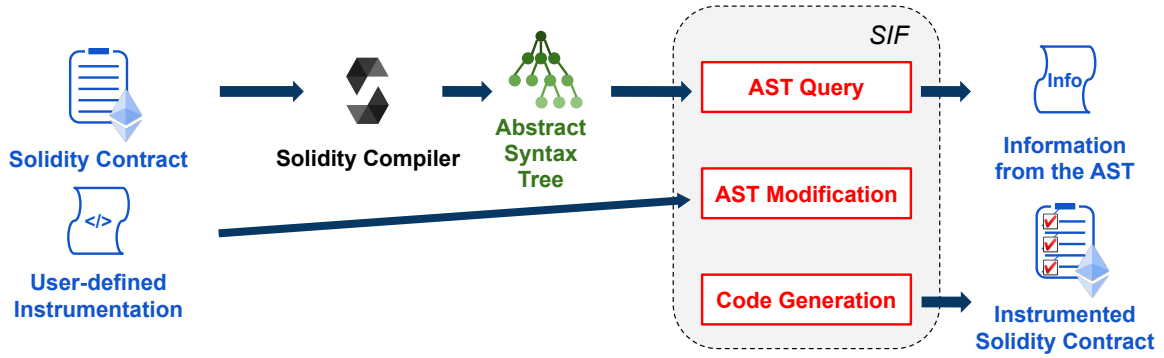 SIF
Solidity Contract
Solidity Compiler
Abstract
Syntax
Tree
AST Query
Info
Information
from the AST
</>
User-defined
Instrumentation
AST Modification
Code Generation
Instrumented
Solidity Contract